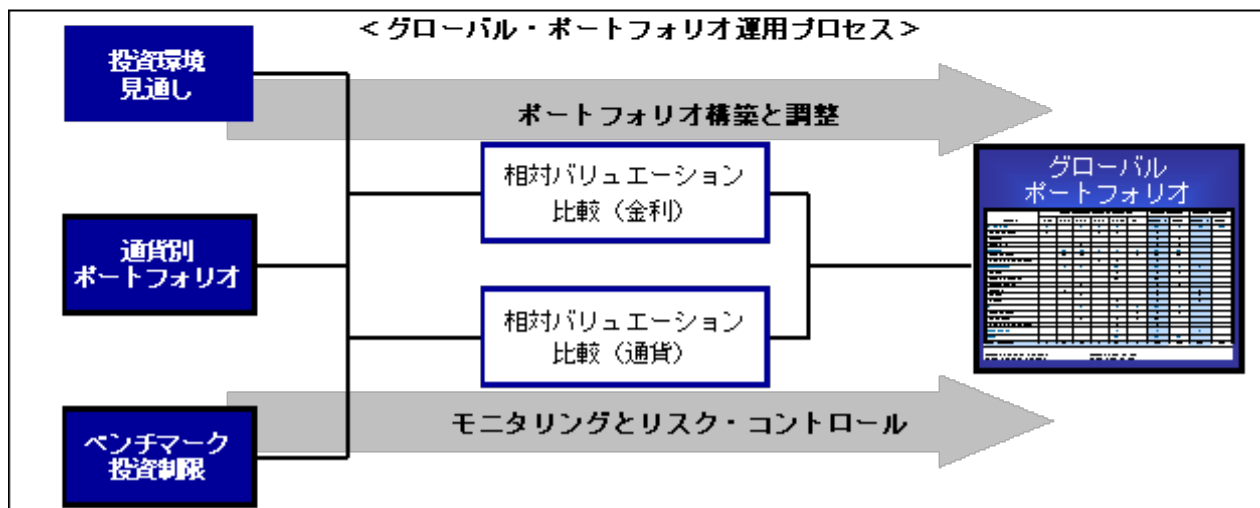 ＜グローバル・ポートフォリオ運用プロセス＞
投資環境
見通し
ポートフォリオ構築と調整
相対バリュエーション
比較（金利）
グローバル
ポートフォリオ
通貨別
ポートフォリオ
相対バリュエーション
比較（通貨）
モニタリングとリスク・コントロール
ベンチマーク
投資制限